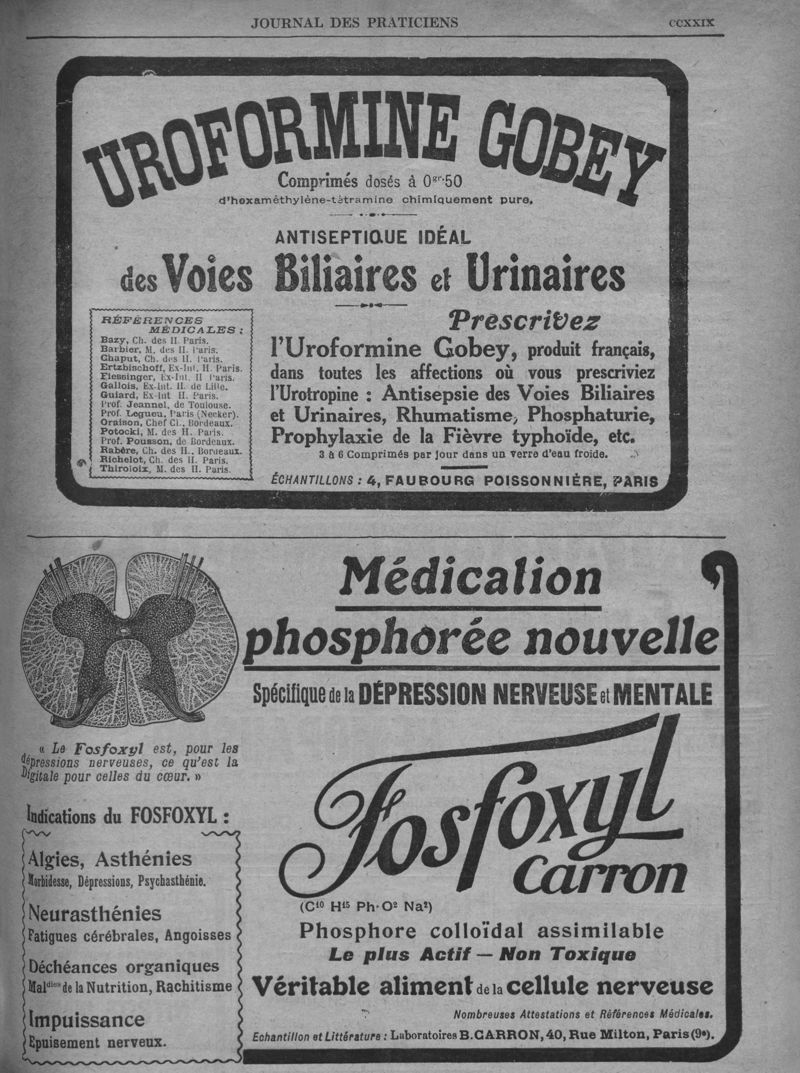 JOURNAL DES PRATICIENS
CCXXIX
UROFORMINE GOBEY
Comprimés dosés à 0gr.50
d'hexaméthylène-tétramine chimiquement pure.
ANTISEPTIQUE IDÉAL
des Voies Biliaires et Urinaires
RÉFÉRENCES
MÉDICALES :
Bazy, Ch. des H. Paris.
Barbier, M. des H. Paris.
Chaput, Ch. des H. Paris.
Ertzbischoff, Ex-Int. H. Paris.
Fiessinger, Ex-Int. H Paris.
Gallois, Ex-Int. H. de Lille.
Guiard, Ex-Int H. Paris.
Prof. Jeannel, de Toulouse.
Prof. Legueu, Paris (Necker).
Oraison, Chef Cl., Bordeaux.
Potocki, M. des H. Paris.
Prof. Pousson, de Bordeaux.
Rabère, Ch. des H., Bordeaux.
Richelot, Ch. des H. Paris.
Thiroloix, M. des H. Paris.
Prescrivez
l'Uroformine Gobey, produit français,
dans toutes les affections où vous prescriviez
l'Urotropine : Antisepsie des Voies Biliaires
et Urinaires, Rhumatisme, Phosphaturie,
Prophylaxie de la Fièvre typhoïde, etc.
3 à 6 Comprimés par jour dans un verre d'eau froide.
ÉCHANTILLONS : 4, FAUBOURG POISSONNIÈRE, PARIS
Médication
phosphorée nouvelle
Spécifique de la DÉPRESSION NERVEUSE et MENTALE
« Le Fosfoxyl est, pour les
dépressions nerveuses, ce qu'est la
Digitale pour celles du cœur. »
Indications du FOSFOXYL :
Algies, Asthénies
Morbidesse, Dépressions, Psychasthénie.
Neurasthénies
Fatigues cérébrales, Angoisses
Déchéances organiques
Maldies de la Nutrition, Rachitisme
Impuissance
Epuisement nerveux.
Fosfoxyl
Carron
(C10 H15 Ph·O2 Na2)
Phosphore colloïdal assimilable
Le plus Actif — Non Toxique
Véritable aliment de la cellule nerveuse
Nombreuses Attestations et Références Médicales.
Echantillon et Littérature : Laboratoires B. CARRON, 40, Rue Milton, Paris (9e).